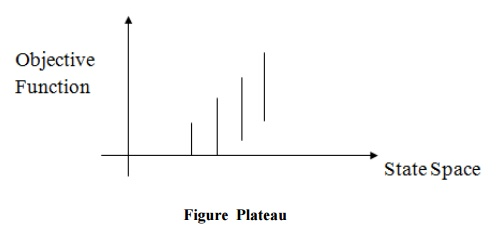 Objective
Function
State Space
Figure Plateau